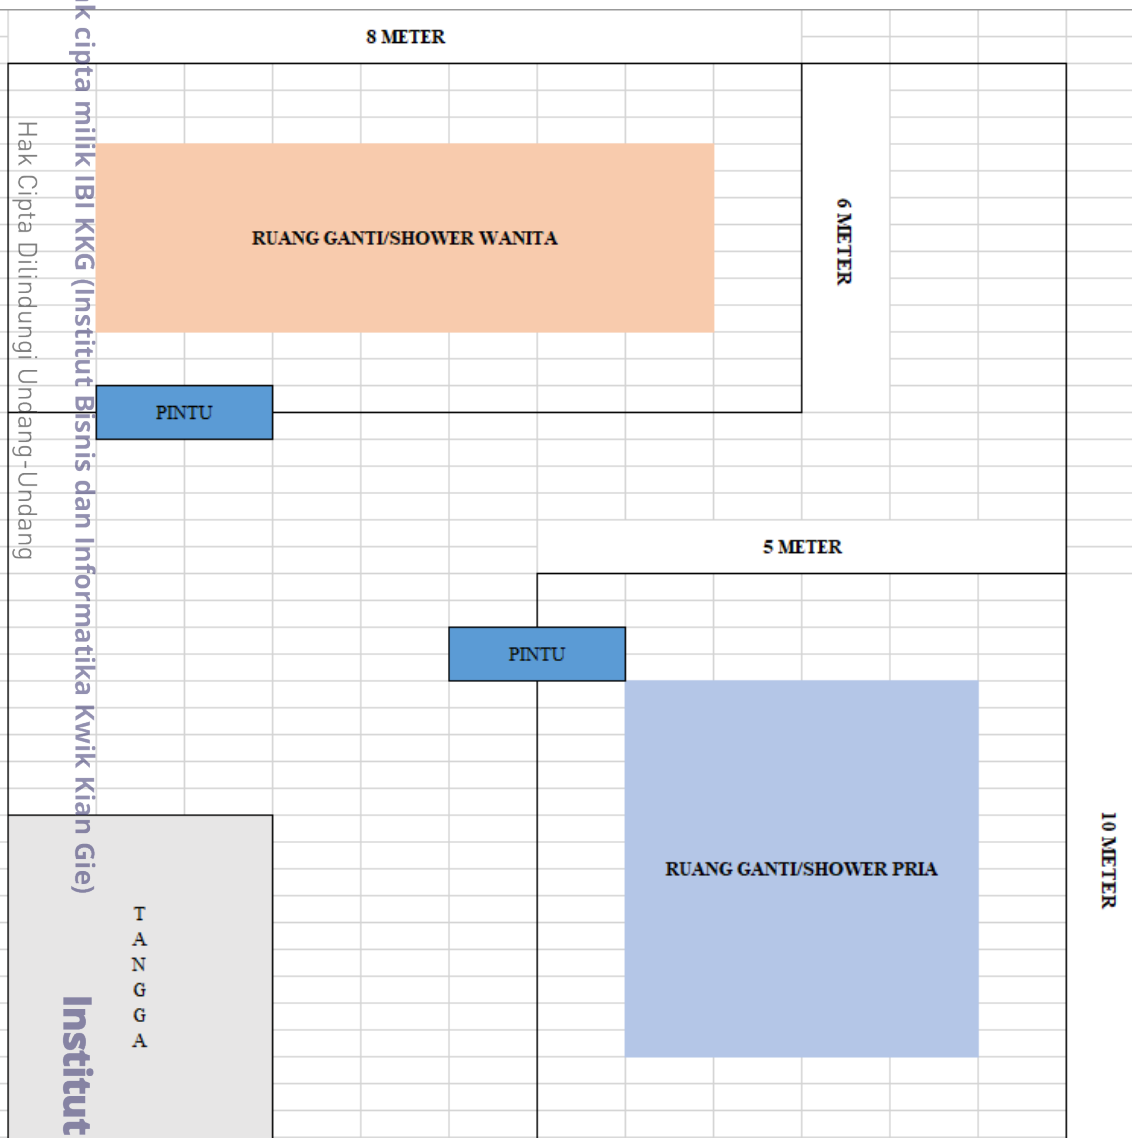 8 METER
k cipta milik IBI KKG (Institut Bisnis dan Informatika Kwik Kian Gie)
Hak Cipta Dilindungi Undang-Undang
RUANG GANTI/SHOWER WANITA
6 METER
PINTU
5 METER
PINTU
RUANG GANTI/SHOWER PRIA
10 METER
T
A
N
G
G
A
Institut